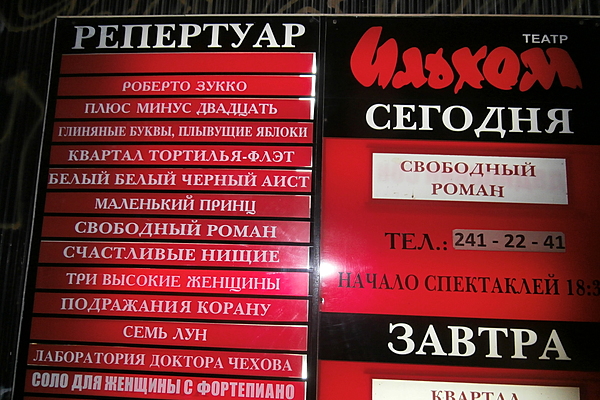 РЕПЕРТУАР
РОБЕРТО ЗУККО
ПЛЮС МИНУС ДВАДЦАТЬ
ГЛИНЯНЫЕ БУКВЫ, ПЛЫВУЩИЕ ЯБЛОКИ
КВАРТАЛ ТОРТИЛЬЯ-ФЛЭТ
БЕЛЫЙ БЕЛЫЙ ЧЕРНЫЙ АИСТ
МАЛЕНЬКИЙ ПРИНЦ
СВОБОДНЫЙ РОМАН
СЧАСТЛИВЫЕ НИЩИЕ
ТРИ ВЫСОКИЕ ЖЕНЩИНЫ
ПОДРАЖАНИЯ КОРАНУ
СЕМЬ ЛУН
ЛАБОРАТОРИЯ ДОКТОРА ЧЕХОВА
СОЛО ДЛЯ ЖЕНЩИНЫ С ФОРТЕПИАНО
ТЕАТР
Ильхом
СЕГОДНЯ
СВОБОДНЫЙ
РОМАН
ТЕЛ.: 241 - 22 - 41
НАЧАЛО СПЕКТАКЛЕЙ 18:3
ЗАВТРА
КВАРТАЛ